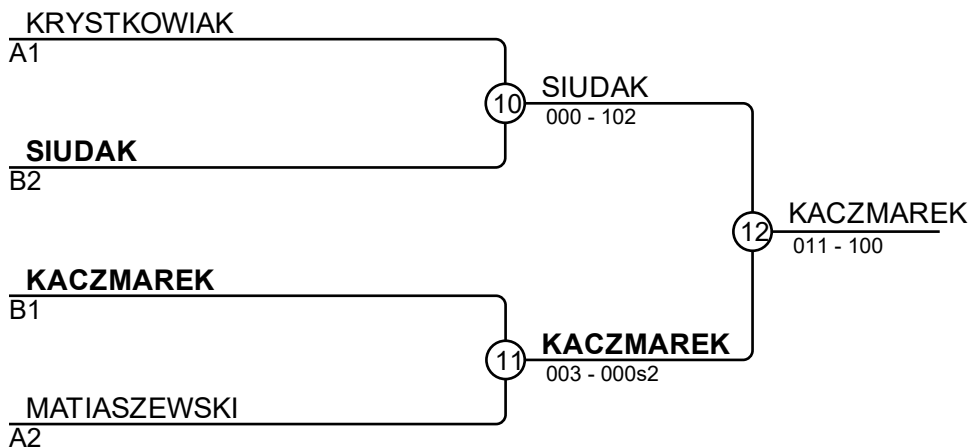 KRYSTKOWIAK
A1
10
SIUDAK
000 - 102
SIUDAK
B2
12
KACZMAREK
011 - 100
KACZMAREK
B1
11
KACZMAREK
003 - 000s2
MATIASZEWSKI
A2